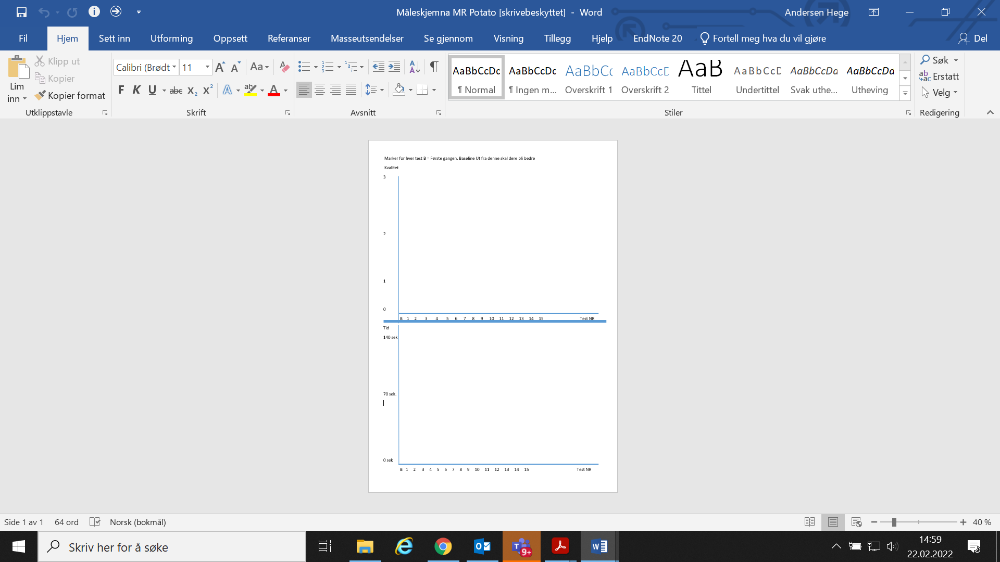 Måleskjemna MR Potato [skrivebeskyttet] - Word
Andersen Hege
Fil Hjem Sett inn Utforming Oppsett Referanser Masseutsendelser Se gjennom Visning Tillegg Hjelp EndNote 20 Fortell meg hva du vil gjøre Del
Lim inn
Klipp ut
Kopier
Kopier format
Utklippstavle
Calibri (Brødt 11
F K U abc X₂ X²
Skrift
Avsnitt
AaBbCcDc AaBbCcDc AaBbCc AaBbCcD AaB AaBbCcD AaBbCcDa AaBbCcDa
¶ Normal ¶ Ingen m... Overskrift 1 Overskrift 2 Tittel Undertittel Svak uthe... Utheving
Stiler
Søk
Erstatt
Velg
Redigering
Marker for hver test B = Første gangen. Baseline Ut fra denne skal dere bli bedre
Kvalitet
3
2
1
0
B 1 2 3 4 5 6 7 8 9 10 11 12 13 14 15 Test NR
Tid
140 sek
70 sek.
0 sek
B 1 2 3 4 5 6 7 8 9 10 11 12 13 14 15 Test NR
Side 1 av 1 64 ord Norsk (bokmål)
40 %
Skriv her for å søke
9+
14:59
22.02.2022